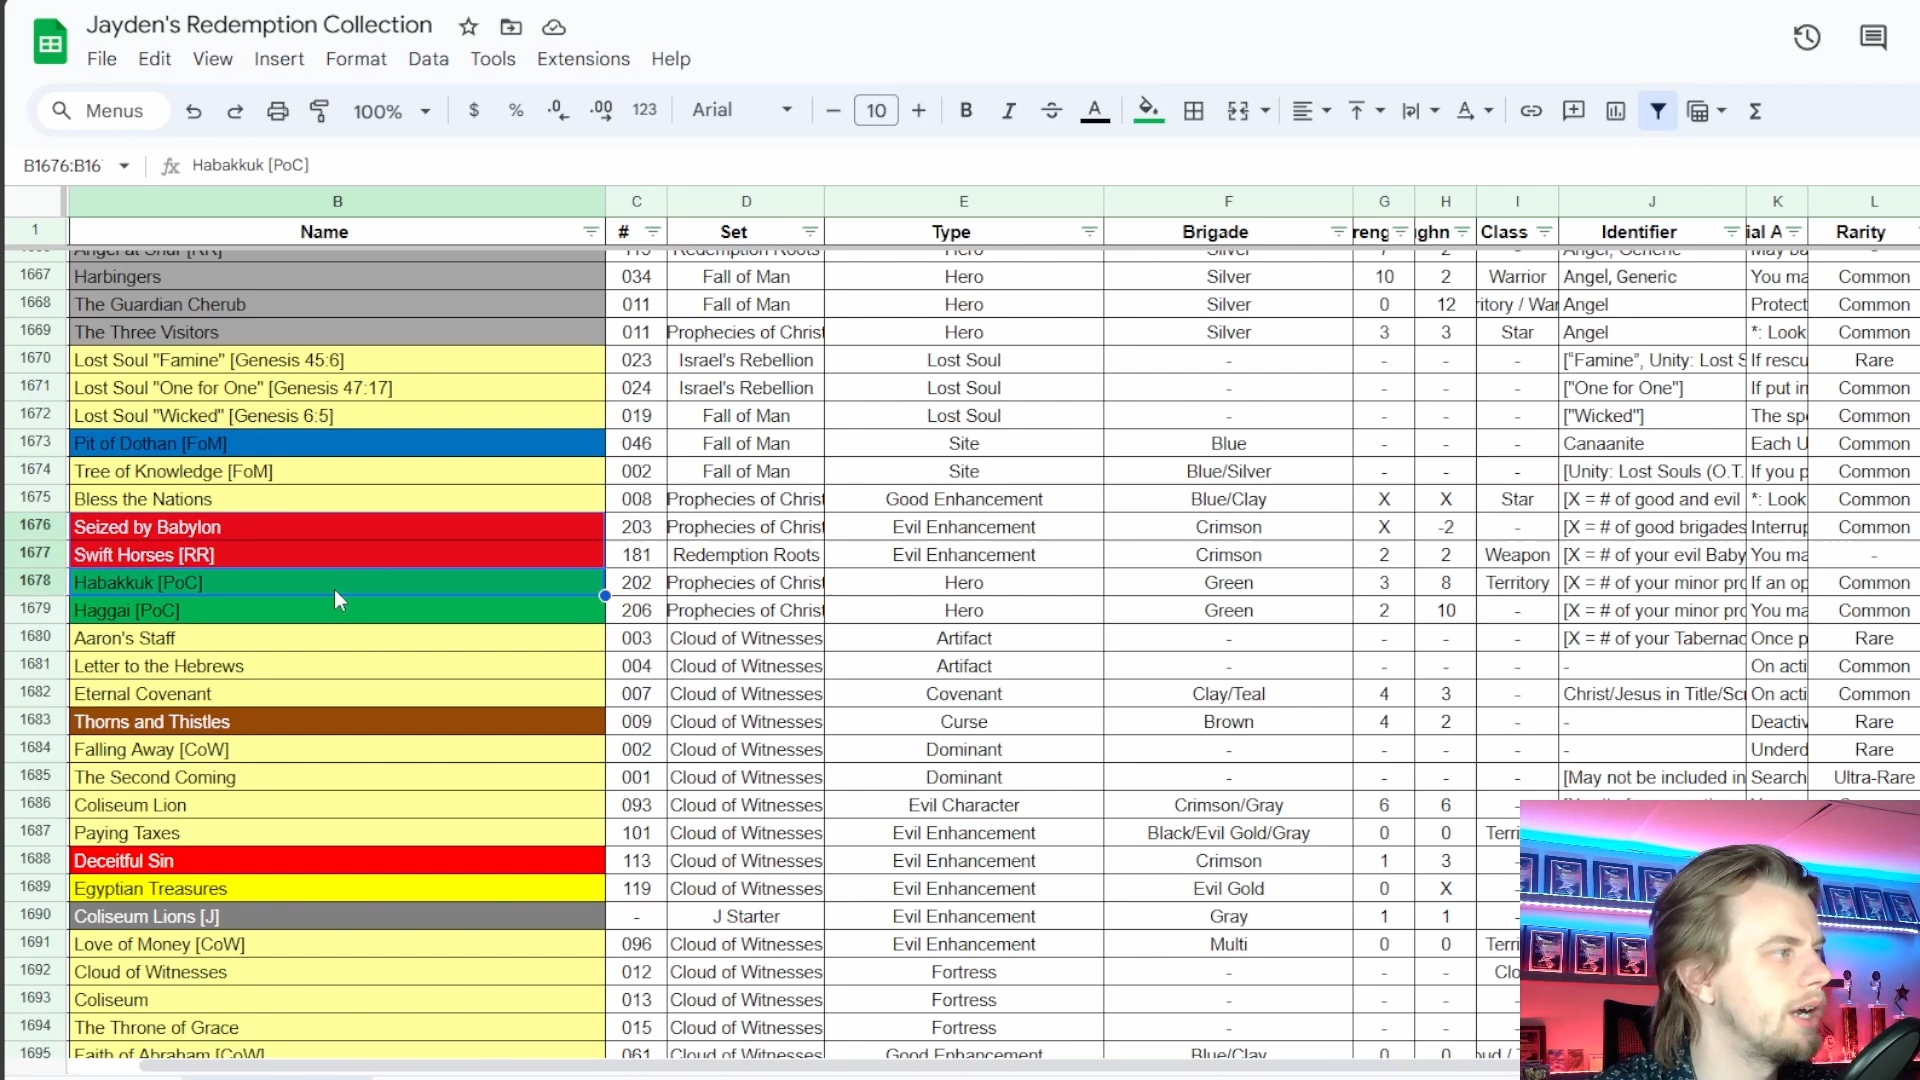 Jayden's Redemption Collection
File Edit View Insert Format Data Tools Extensions Help
Menus 100% $ % .0 .00 123 Arial 10 B I A
B1676:B16 fx Habakkuk [PoC]
B C D E F G H I J K L
1 Name # Set Type Brigade reng ghn Class Identifier ial A Rarity
1667 Harbingers 034 Fall of Man Hero Silver 10 2 Warrior Angel, Generic You ma Common
1668 The Guardian Cherub 011 Fall of Man Hero Silver 0 12 ritory / War Angel Protect Common
1669 The Three Visitors 011 Prophecies of Christ Hero Silver 3 3 Star Angel *: Look Common
1670 Lost Soul "Famine" [Genesis 45:6] 023 Israel's Rebellion Lost Soul - - - - ["Famine", Unity: Lost S If rescu Rare
1671 Lost Soul "One for One" [Genesis 47:17] 024 Israel's Rebellion Lost Soul - - - - ["One for One"] If put in Common
1672 Lost Soul "Wicked" [Genesis 6:5] 019 Fall of Man Lost Soul - - - - ["Wicked"] The spe Common
1673 Pit of Dothan [FoM] 046 Fall of Man Site Blue - - - Canaanite Each U Common
1674 Tree of Knowledge [FoM] 002 Fall of Man Site Blue/Silver - - - [Unity: Lost Souls (O.T. If you p Common
1675 Bless the Nations 008 Prophecies of Christ Good Enhancement Blue/Clay X X Star [X = # of good and evil *: Look Common
1676 Seized by Babylon 203 Prophecies of Christ Evil Enhancement Crimson X -2 - [X = # of good brigades Interrup Common
1677 Swift Horses [RR] 181 Redemption Roots Evil Enhancement Crimson 2 2 Weapon [X = # of your evil Baby You ma -
1678 Habakkuk [PoC] 202 Prophecies of Christ Hero Green 3 8 Territory [X = # of your minor pro If an op Common
1679 Haggai [PoC] 206 Prophecies of Christ Hero Green 2 10 - [X = # of your minor pro You ma Common
1680 Aaron's Staff 003 Cloud of Witnesses Artifact - - - - [X = # of your Tabernac Once p Rare
1681 Letter to the Hebrews 004 Cloud of Witnesses Artifact - - - - - On acti Common
1682 Eternal Covenant 007 Cloud of Witnesses Covenant Clay/Teal 4 3 - Christ/Jesus in Title/Scr On acti Common
1683 Thorns and Thistles 009 Cloud of Witnesses Curse Brown 4 2 - - Deactiv Rare
1684 Falling Away [CoW] 002 Cloud of Witnesses Dominant - - - - - Underd Rare
1685 The Second Coming 001 Cloud of Witnesses Dominant - - - - [May not be included in Search Ultra-Rare
1686 Coliseum Lion 093 Cloud of Witnesses Evil Character Crimson/Gray 6 6 -
1687 Paying Taxes 101 Cloud of Witnesses Evil Enhancement Black/Evil Gold/Gray 0 0 Terri
1688 Deceitful Sin 113 Cloud of Witnesses Evil Enhancement Crimson 1 3 -
1689 Egyptian Treasures 119 Cloud of Witnesses Evil Enhancement Evil Gold 0 X -
1690 Coliseum Lions [J] - J Starter Evil Enhancement Gray 1 1 -
1691 Love of Money [CoW] 096 Cloud of Witnesses Evil Enhancement Multi 0 0 Terri
1692 Cloud of Witnesses 012 Cloud of Witnesses Fortress - - - Clo
1693 Coliseum 013 Cloud of Witnesses Fortress - - - -
1694 The Throne of Grace 015 Cloud of Witnesses Fortress - - - -
1695 Faith of Abraham [CoW] 061 Cloud of Witnesses Good Enhancement Blue/Clay 0 0